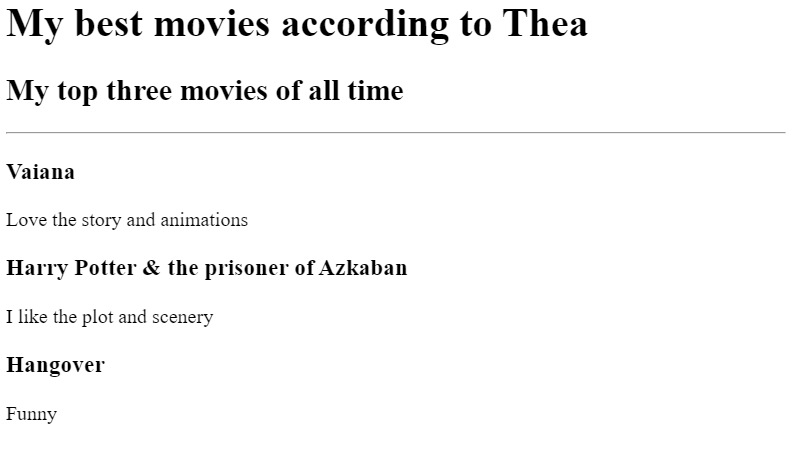 My best movies according to Thea
My top three movies of all time
Vaiana
Love the story and animations
Harry Potter & the prisoner of Azkaban
I like the plot and scenery
Hangover
Funny